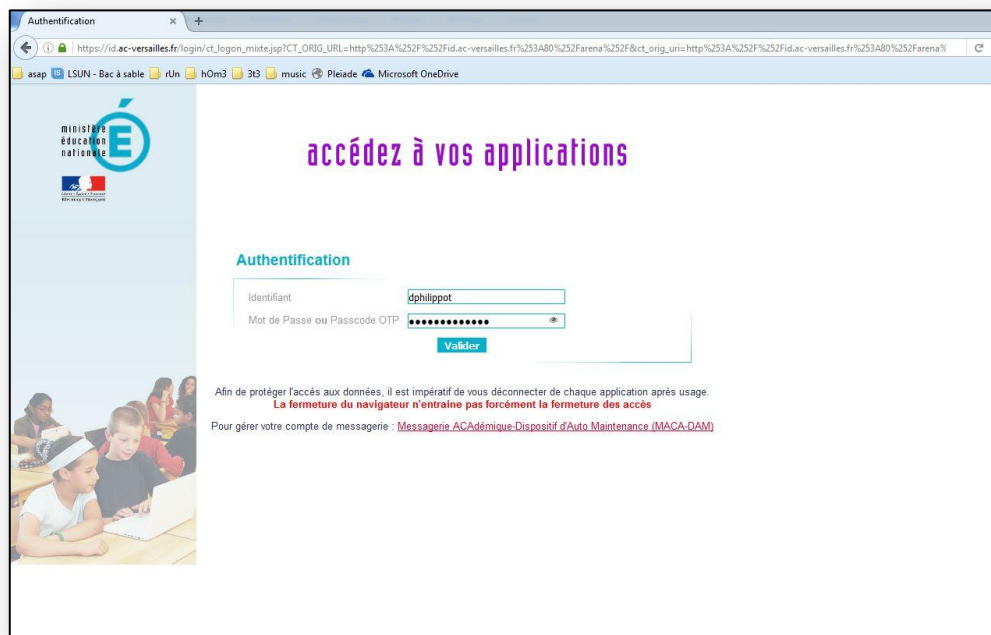 Authentification
https://id.ac-versailles.fr/login/ct_logon_mixte.jsp?CT_ORIG_URL=http%253A%252F%252Fid.ac-versailles.fr%253A80%252Farena%252F&ct_orig_uri=http%253A%252F%252Fid.ac-versailles.fr%253A80%252Farena%
asap LSUN - Bac à sable rUn hOm3 3t3 music Pleiade Microsoft OneDrive
ministère
éducation
nationale
Liberté • Égalité • Fraternité
RÉPUBLIQUE FRANÇAISE
accédez à vos applications
Authentification
Identifiant dphilippot
Mot de Passe ou Passcode OTP •••••••••••••
Valider
Afin de protéger l'accès aux données, il est impératif de vous déconnecter de chaque application après usage.
La fermeture du navigateur n'entraine pas forcément la fermeture des accès
Pour gérer votre compte de messagerie : Messagerie ACAdémique-Dispositif d'Auto Maintenance (MACA-DAM)